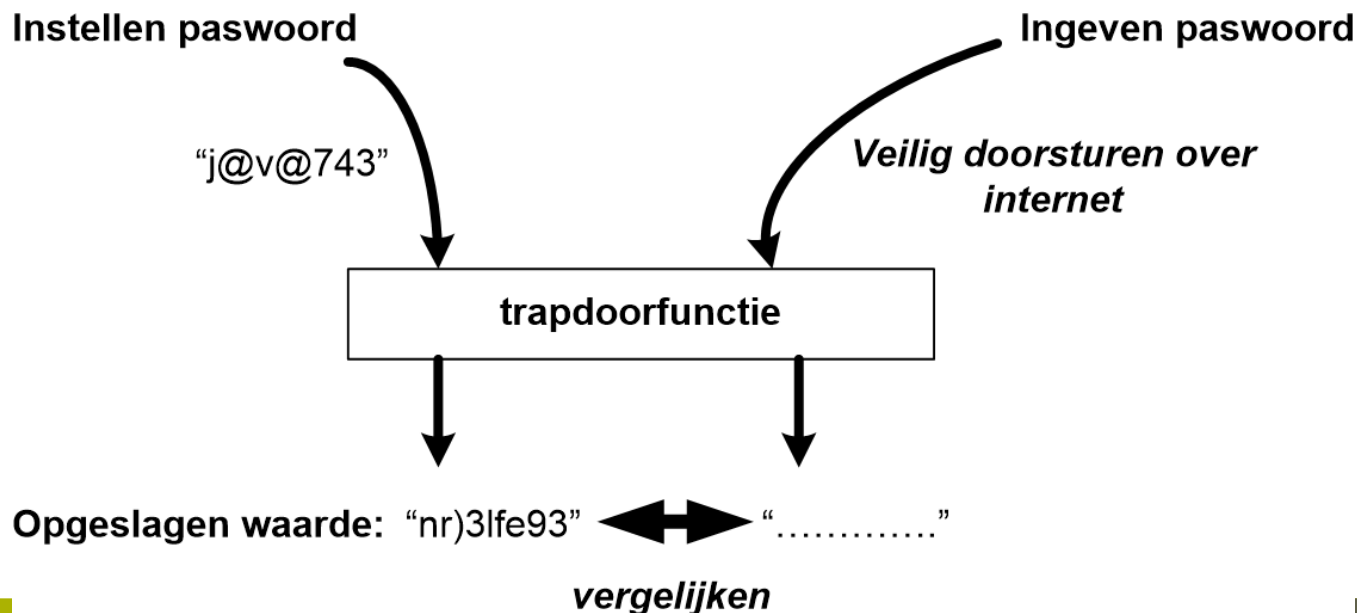 Instellen paswoord
Ingeven paswoord
“j@v@743”
Veilig doorsturen over
internet
trapdoorfunctie
Opgeslagen waarde: “nr)3lfe93” “.............”
vergelijken